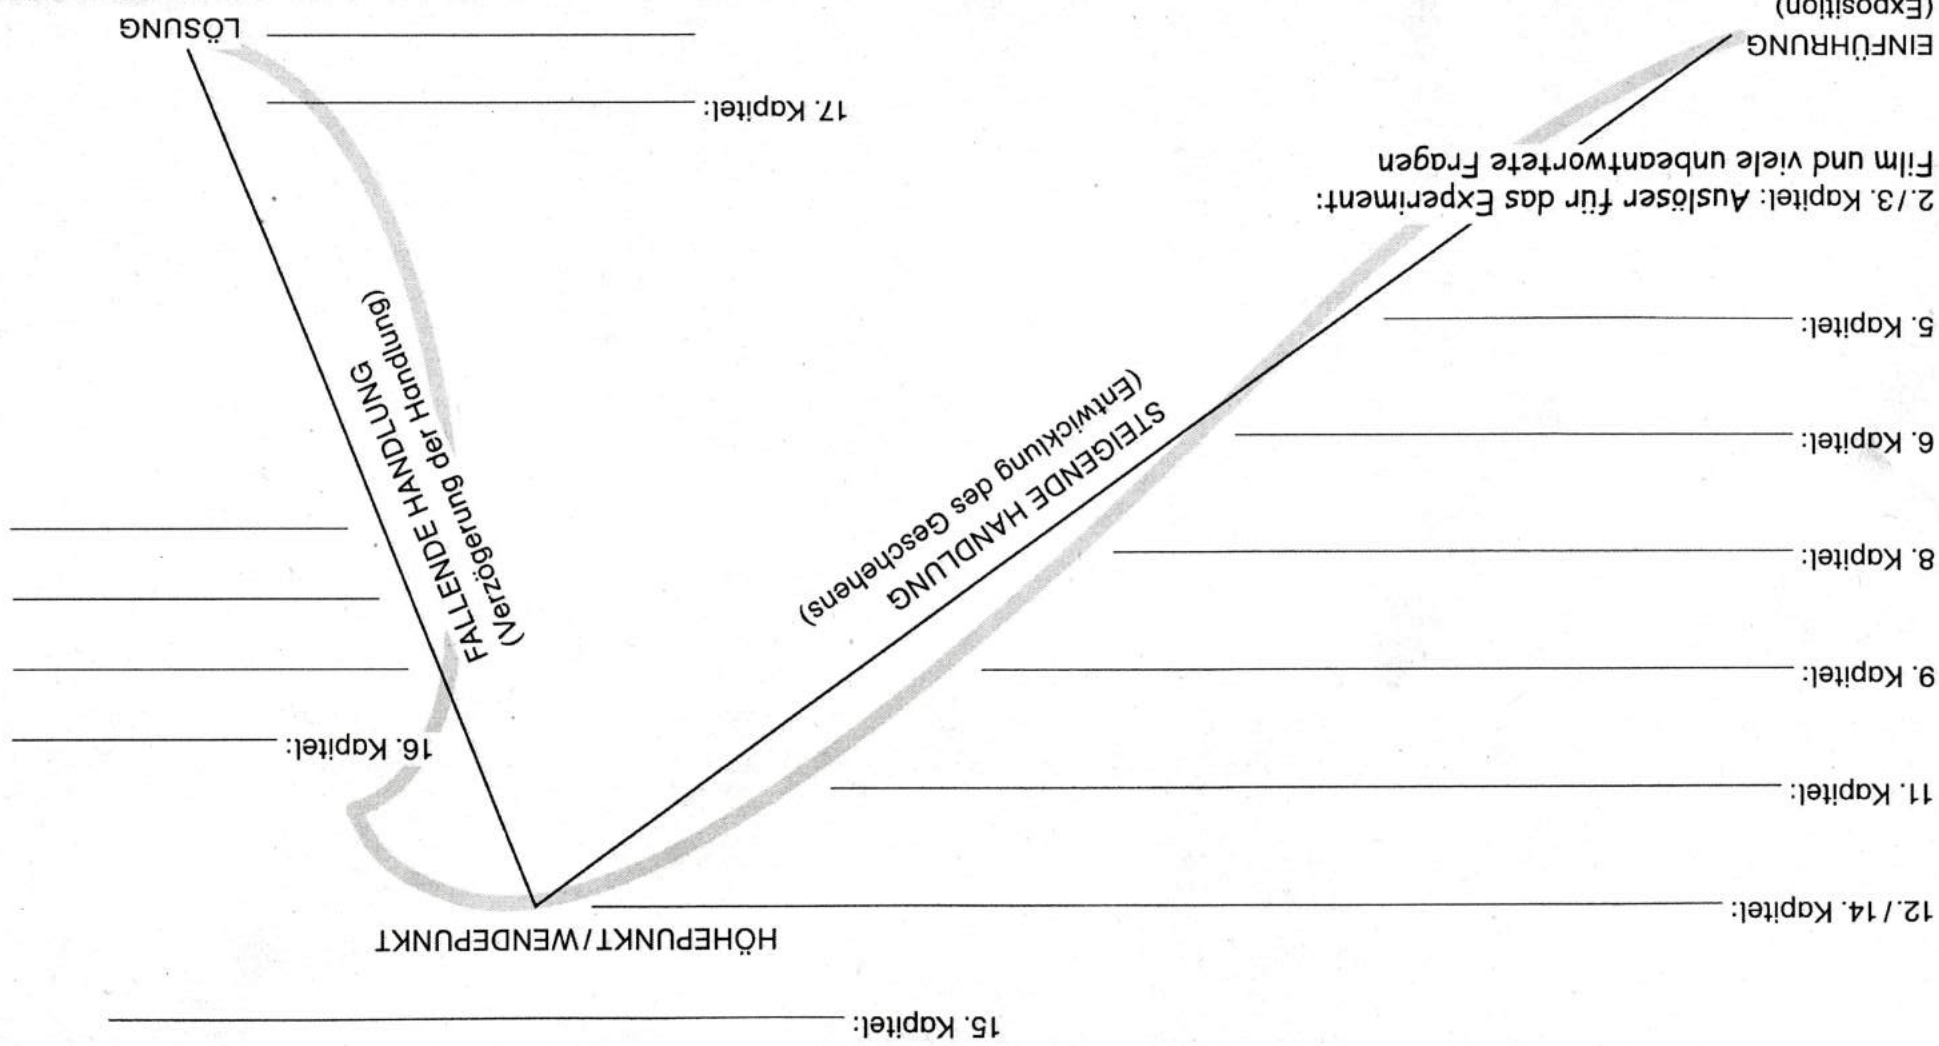 15. Kapitel:
HÖHEPUNKT/WENDEPUNKT
12./14. Kapitel:
11. Kapitel:
16. Kapitel:
9. Kapitel:
8. Kapitel:
6. Kapitel:
5. Kapitel:
STEIGENDE HANDLUNG
(Entwicklung des Geschehens)
FALLENDE HANDLUNG
(Verzögerung der Handlung)
2./3. Kapitel: Auslöser für das Experiment:
Film und viele unbeantwortete Fragen
17. Kapitel:
EINFÜHRUNG
(Exposition)
LÖSUNG